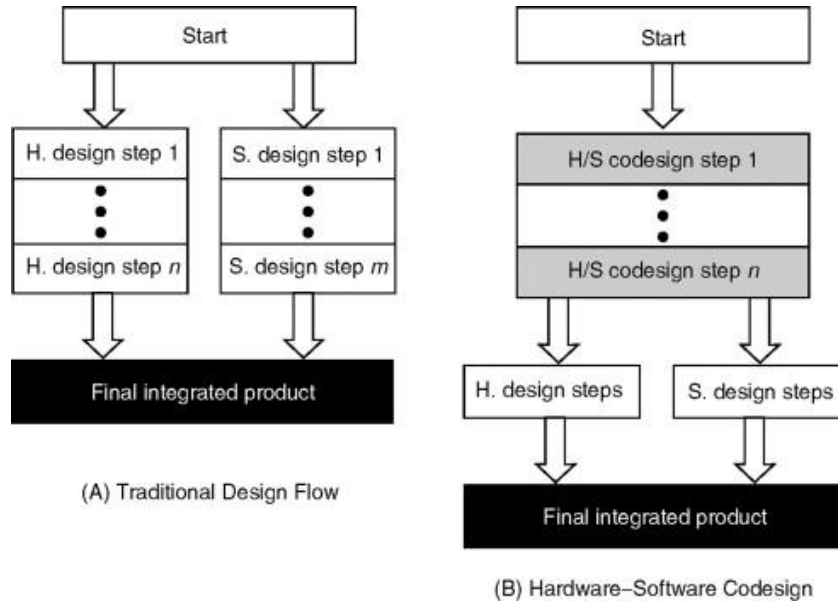 Start
H. design step 1
S. design step 1
H. design step n
S. design step m
Final integrated product
(A) Traditional Design Flow
Start
H/S codesign step 1
H/S codesign step n
H. design steps
S. design steps
Final integrated product
(B) Hardware–Software Codesign